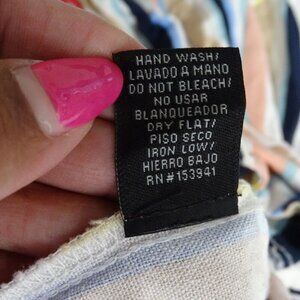 HAND WASH/
LAVADO A MANO
DO NOT BLEACH/
NO USAR
BLANQUEADOR
DRY FLAT/
PISO SECO
IRON LOW/
HIERRO BAJO
RN#153941